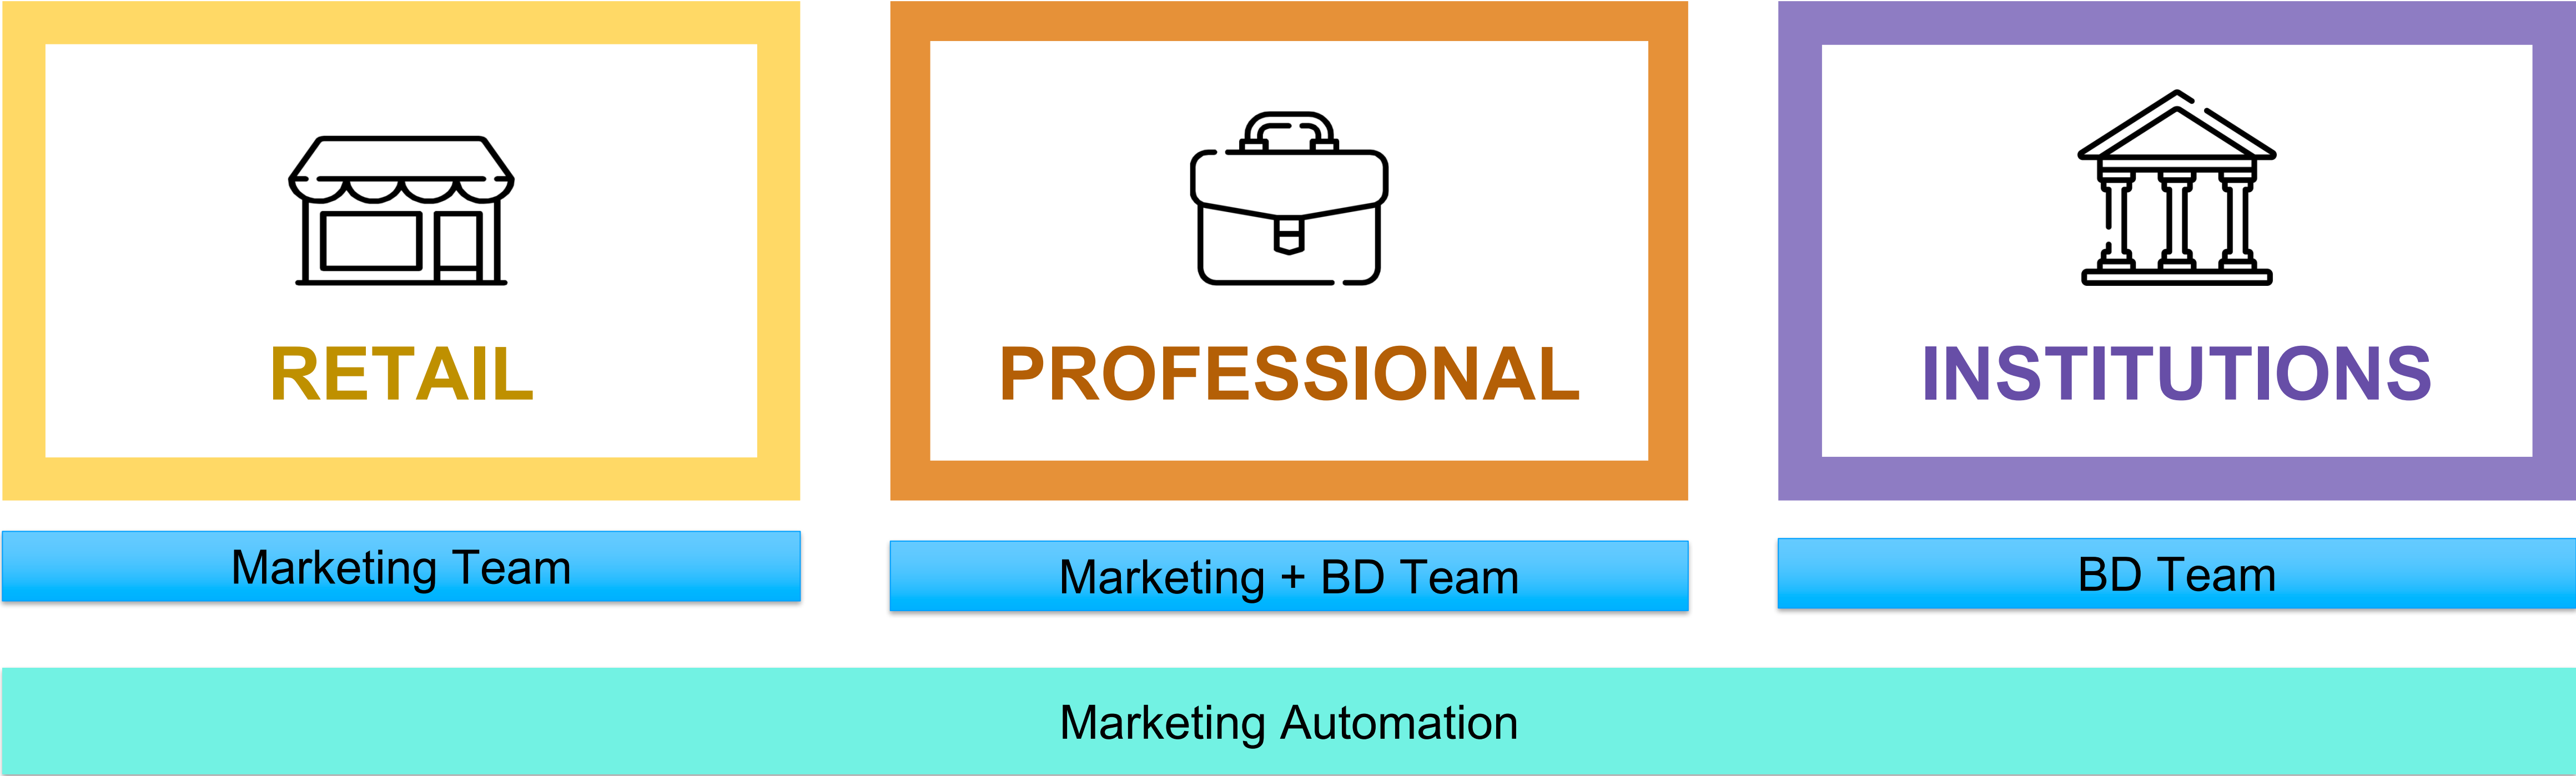 RETAIL
PROFESSIONAL
INSTITUTIONS
Marketing Team
Marketing + BD Team
BD Team
Marketing Automation